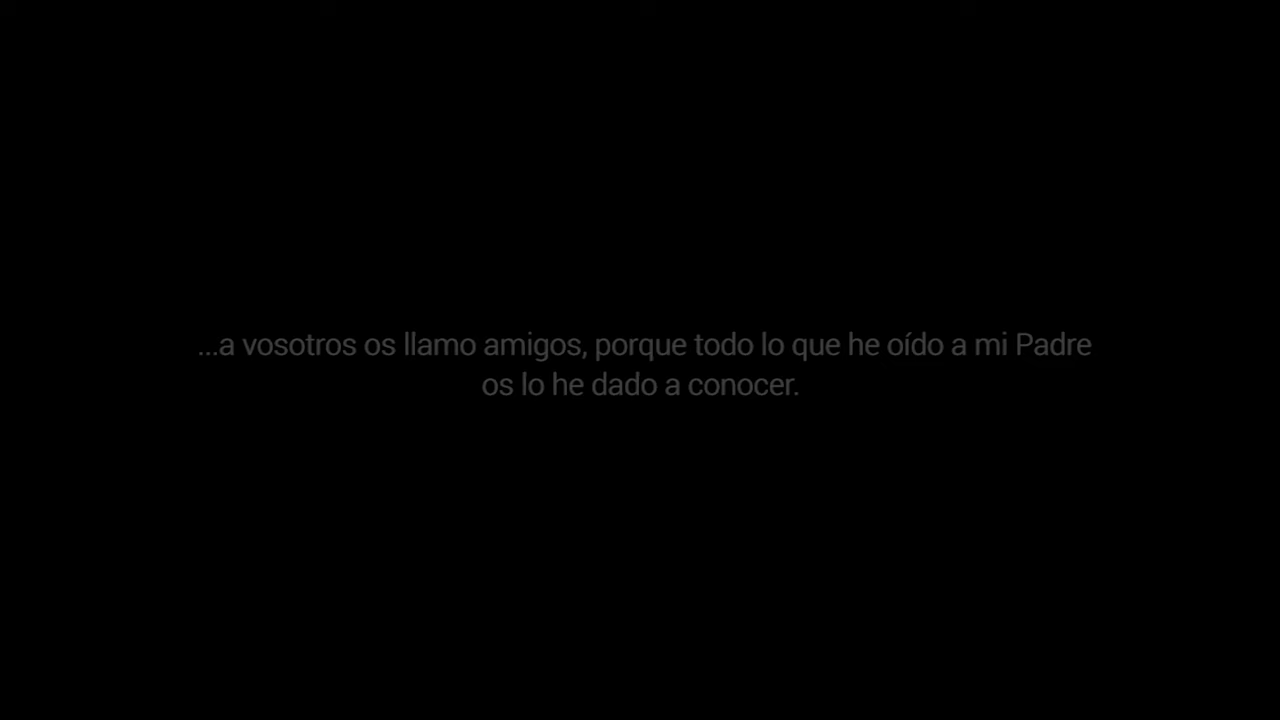 ...a vosotros os llamo amigos, porque todo lo que he oído a mi Padre
os lo he dado a conocer.